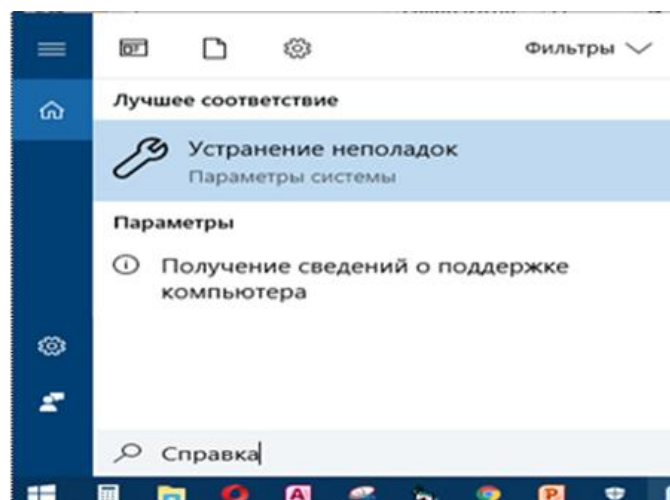 Фильтры
Лучшее соответствие
Устранение неполадок
Параметры системы
Параметры
Получение сведений о поддержке
компьютера
Справка